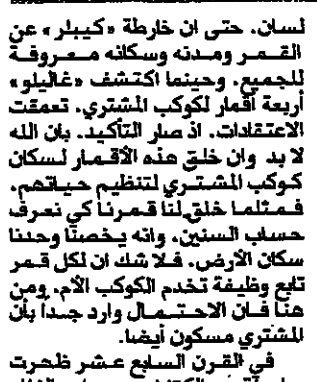 لسان. حتى ان خارطة «كيبلر» عن
القمر ومدنه وسكانه معروفة
للجميع. وحينما اكتشف «غاليلو»
أربعة أقمار لكوكب المشتري. تعمقت
الاعتقادات. اذ صار التأكيد. بان الله
لا بد وان خلق هذه الأقمار لسكان
كوكب المشتري لتنظيم حياتهم.
فمثلما خلق لنا قمرنا كي نعرف
حساب السنين. وانه يخصنا وحدنا
سكان الأرض. فلا شك ان لكل قمر
تابع وظيفة تخدم الكوكب الأم. ومن
هنا فان الاحتمال وارد جداً بأن
المشتري مسكون أيضا.
في القرن السابع عشر ظهرت